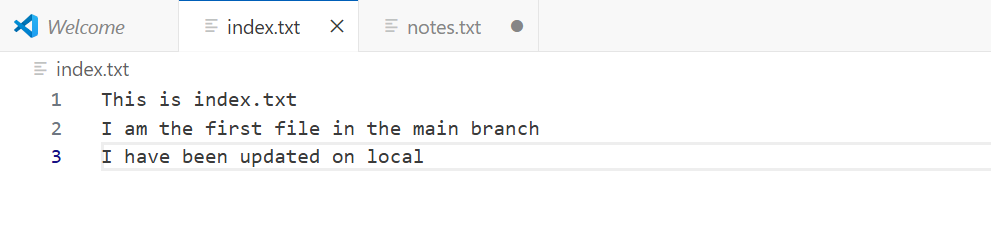 Welcome index.txt notes.txt
index.txt
1 This is index.txt
2 I am the first file in the main branch
3 I have been updated on local